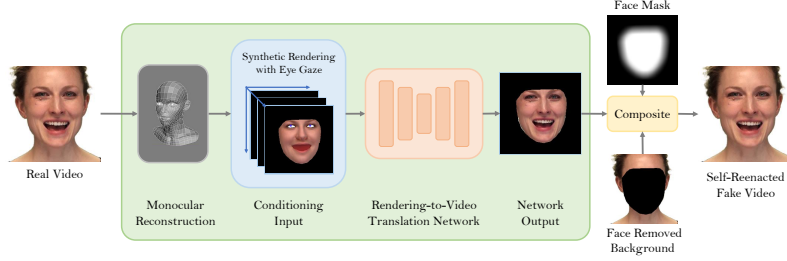 Face Mask
Synthetic Rendering
with Eye Gaze
Composite
Real Video
Self-Reenacted
Fake Video
Monocular
Reconstruction
Conditioning
Input
Rendering-to-Video
Translation Network
Network
Output
Face Removed
Background